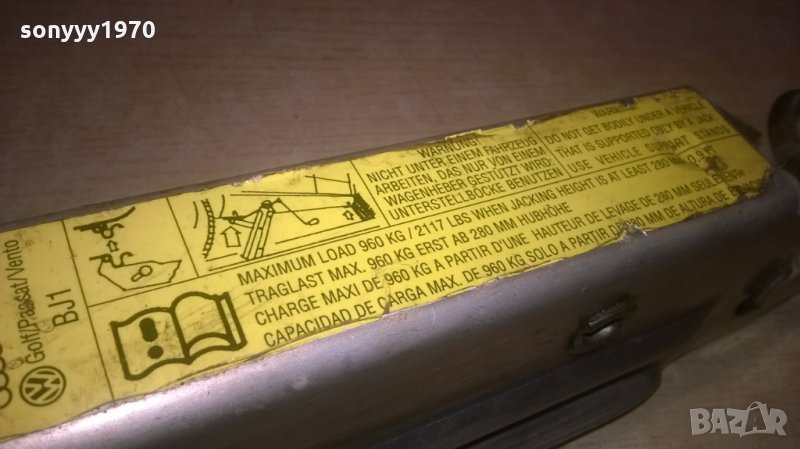 sonyyy1970
WARNUNG
NICHT UNTER EINEM FAHRZEUG
ARBEITEN, DAS NUR VON EINEM
WAGENHEBER GESTÜTZT WIRD
UNTERSTELLBÖCKE BENUTZEN
DO NOT GET BODILY UNDER A
THAT IS SUPPORTED ONLY BY A JACK
USE VEHICLE SUPPORT STANDS
MAXIMUM LOAD 960 KG / 2117 LBS WHEN JACKING HEIGHT IS AT LEAST 280
TRAGLAST MAX. 960 KG ERST AB 280 MM HUBHÖHE
CHARGE MAXI DE 960 KG A PARTIR D'UNE HAUTEUR DE LEVAGE DE 280 MM SEULEMENT
CAPACIDAD DE CARGA MAX. DE 960 KG SOLO A PARTIR DE 280 MM DE ALTURA DE
Golf/Passat/Vento
BJ1
BAZAR